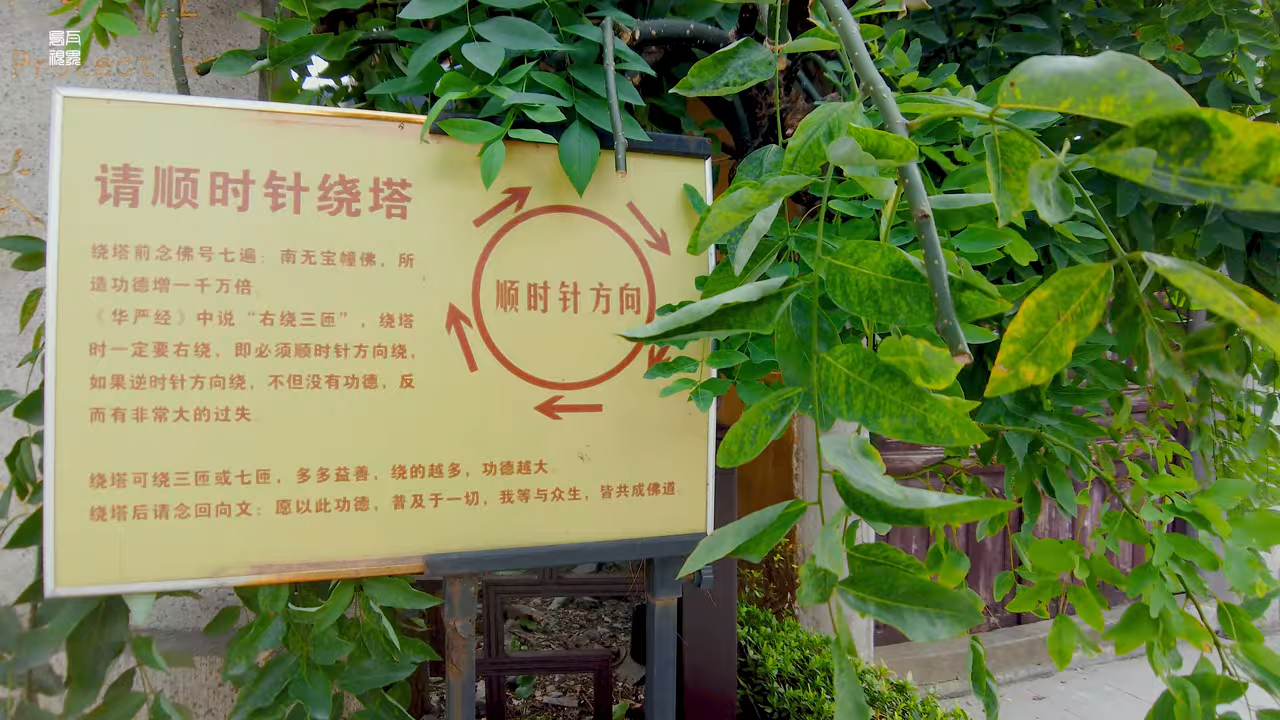 请顺时针绕塔
绕塔前念佛号七遍：南无宝幢佛，所
造功德增一千万倍
《华严经》中说“右绕三匝”，绕塔
时一定要右绕，即必须顺时针方向绕，
如果逆时针方向绕，不但没有功德，反
而有非常大的过失
绕塔可绕三匝或七匝，多多益善，绕的越多，功德越大
绕塔后请念回向文：愿以此功德，普及于一切，我等与众生，皆共成佛道
顺时针方向